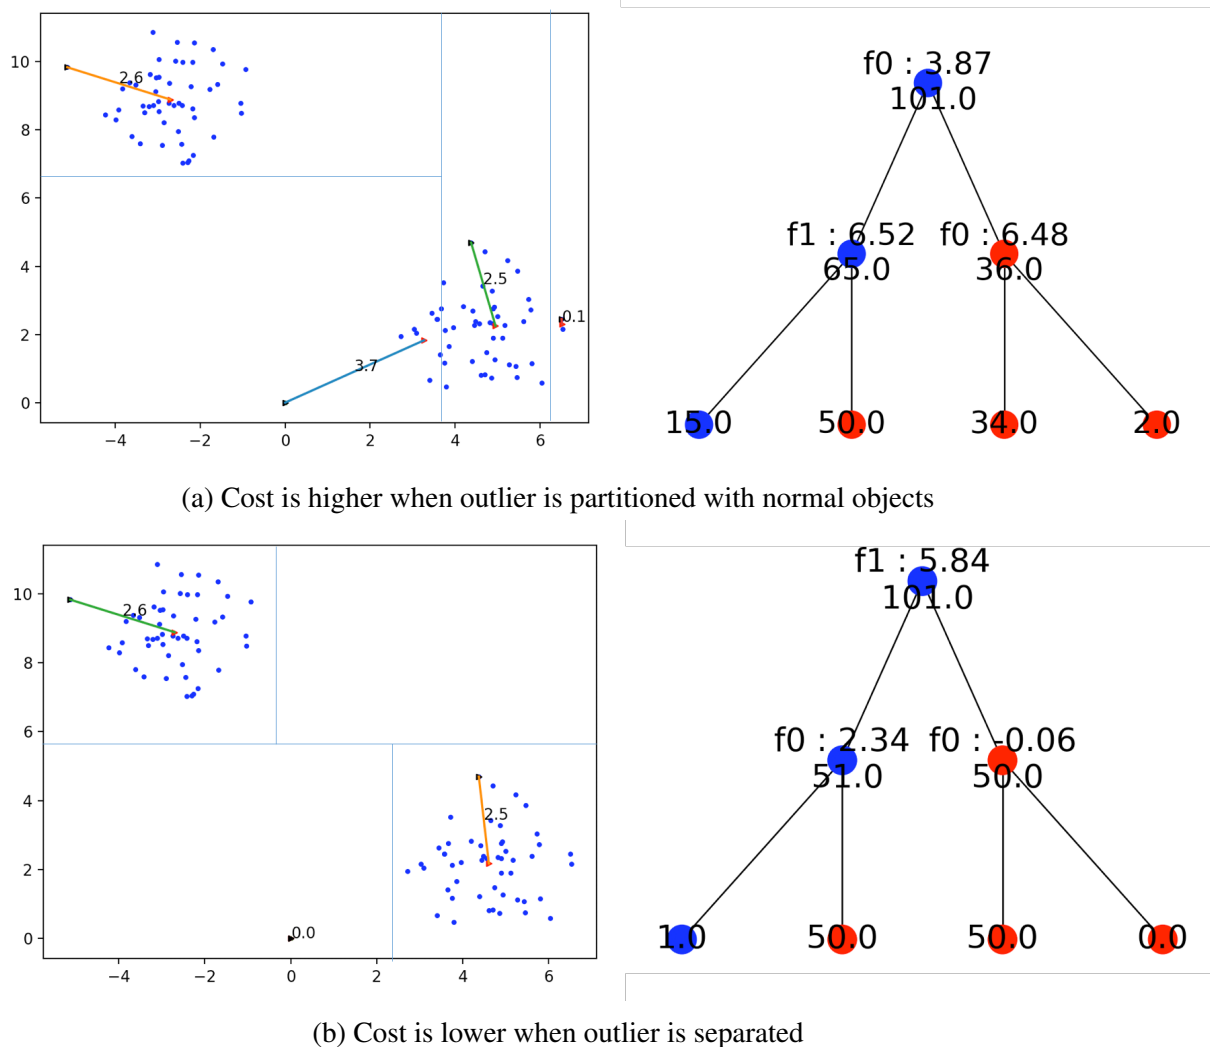 f0 : 3.87
101.0
f1 : 6.52 f0 : 6.48
65.0 36.0
15.0 50.0 34.0 2.0
10
8
6
4
2
0
2.6
2.5
0.1
3.7
−4 −2 0 2 4 6
(a) Cost is higher when outlier is partitioned with normal objects
f1 : 5.84
101.0
f0 : 2.34 f0 : -0.06
51.0 50.0
1.0 50.0 50.0 0.0
10
8
6
4
2
0
2.6
2.5
0.0
−4 −2 0 2 4 6
(b) Cost is lower when outlier is separated